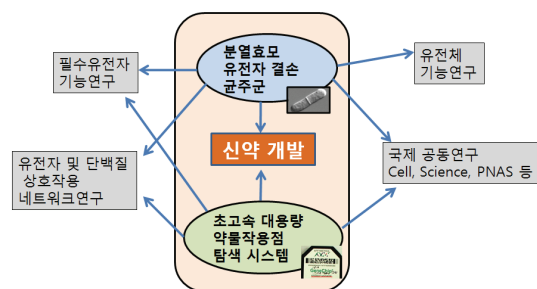 분열효모
유전자 결손
균주군
필수유전자
기능연구
유전체
기능연구
신약 개발
유전자 및 단백질
상호작용
네트워크연구
국제 공동연구
Cell, Science, PNAS 등
초고속 대용량
약물작용점
탐색 시스템